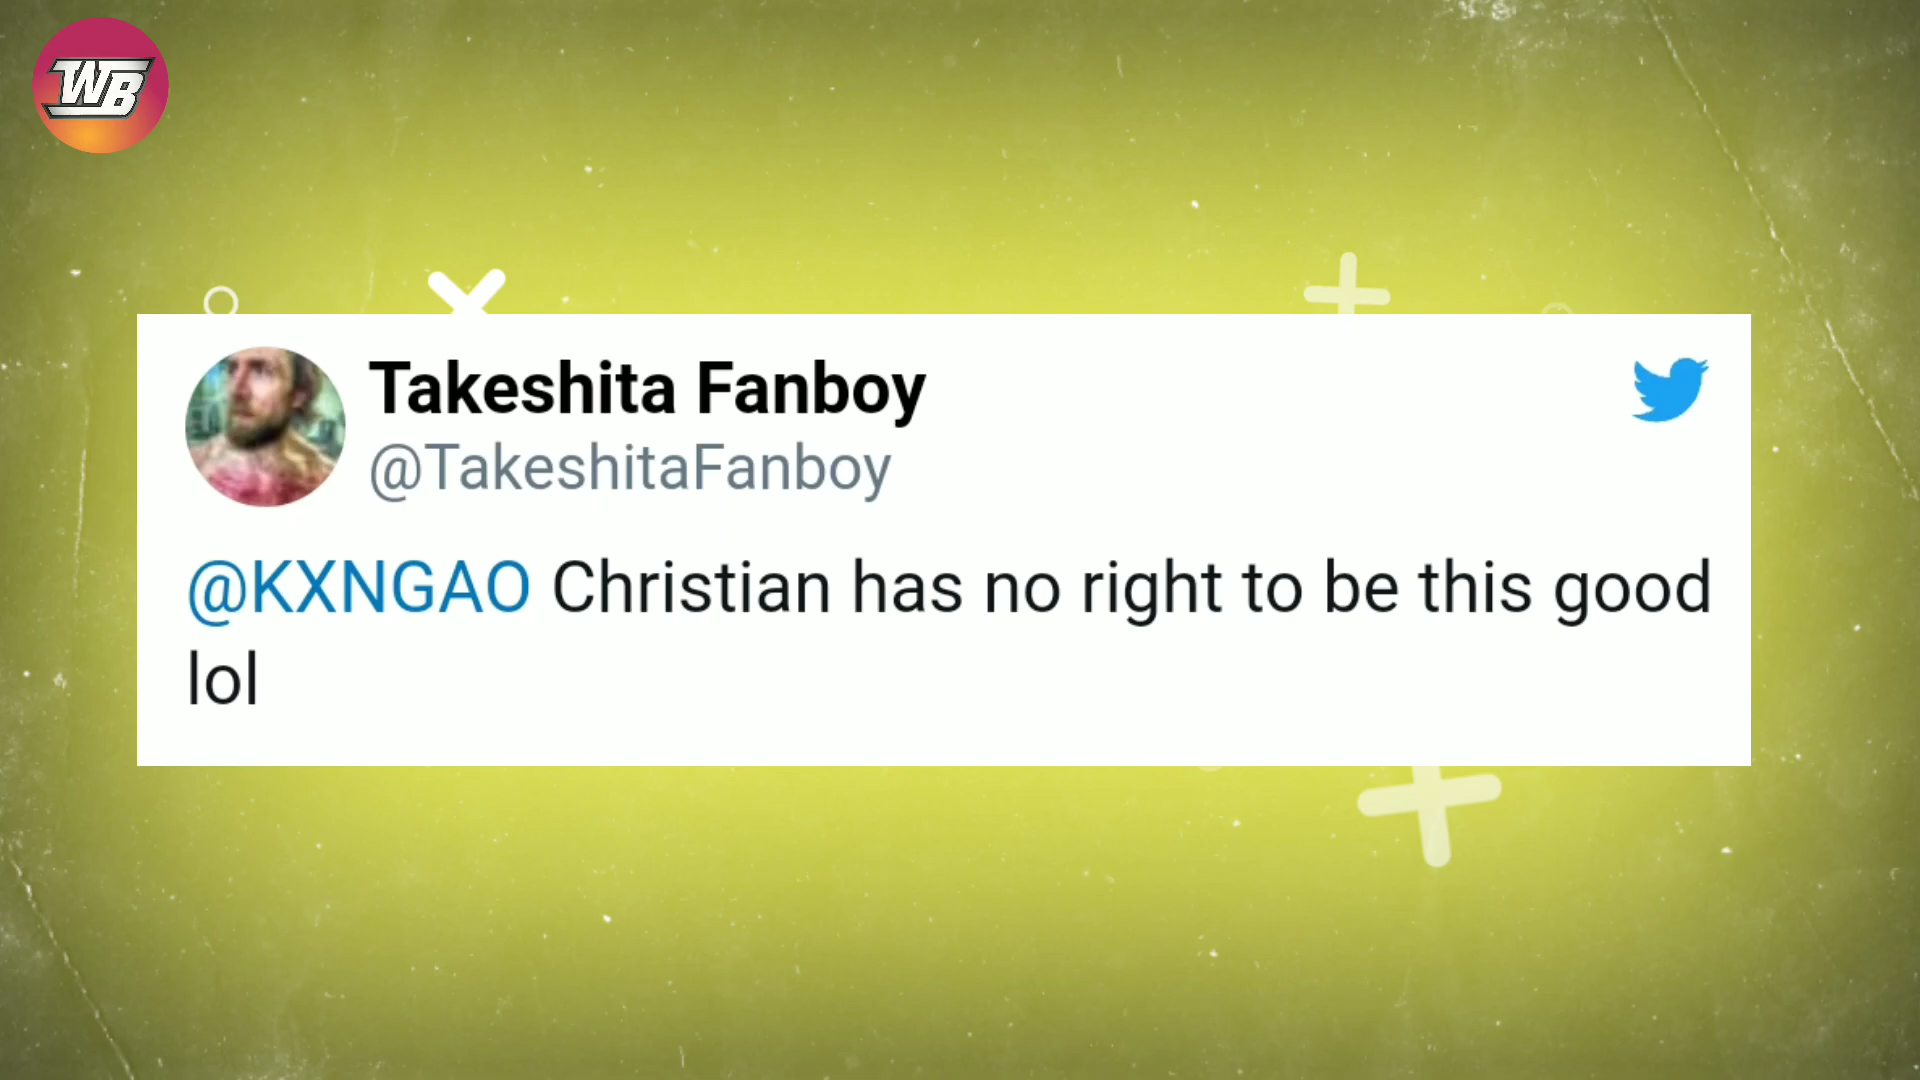 WB
Takeshita Fanboy
@TakeshitaFanboy
@KXNGAO Christian has no right to be this good
lol